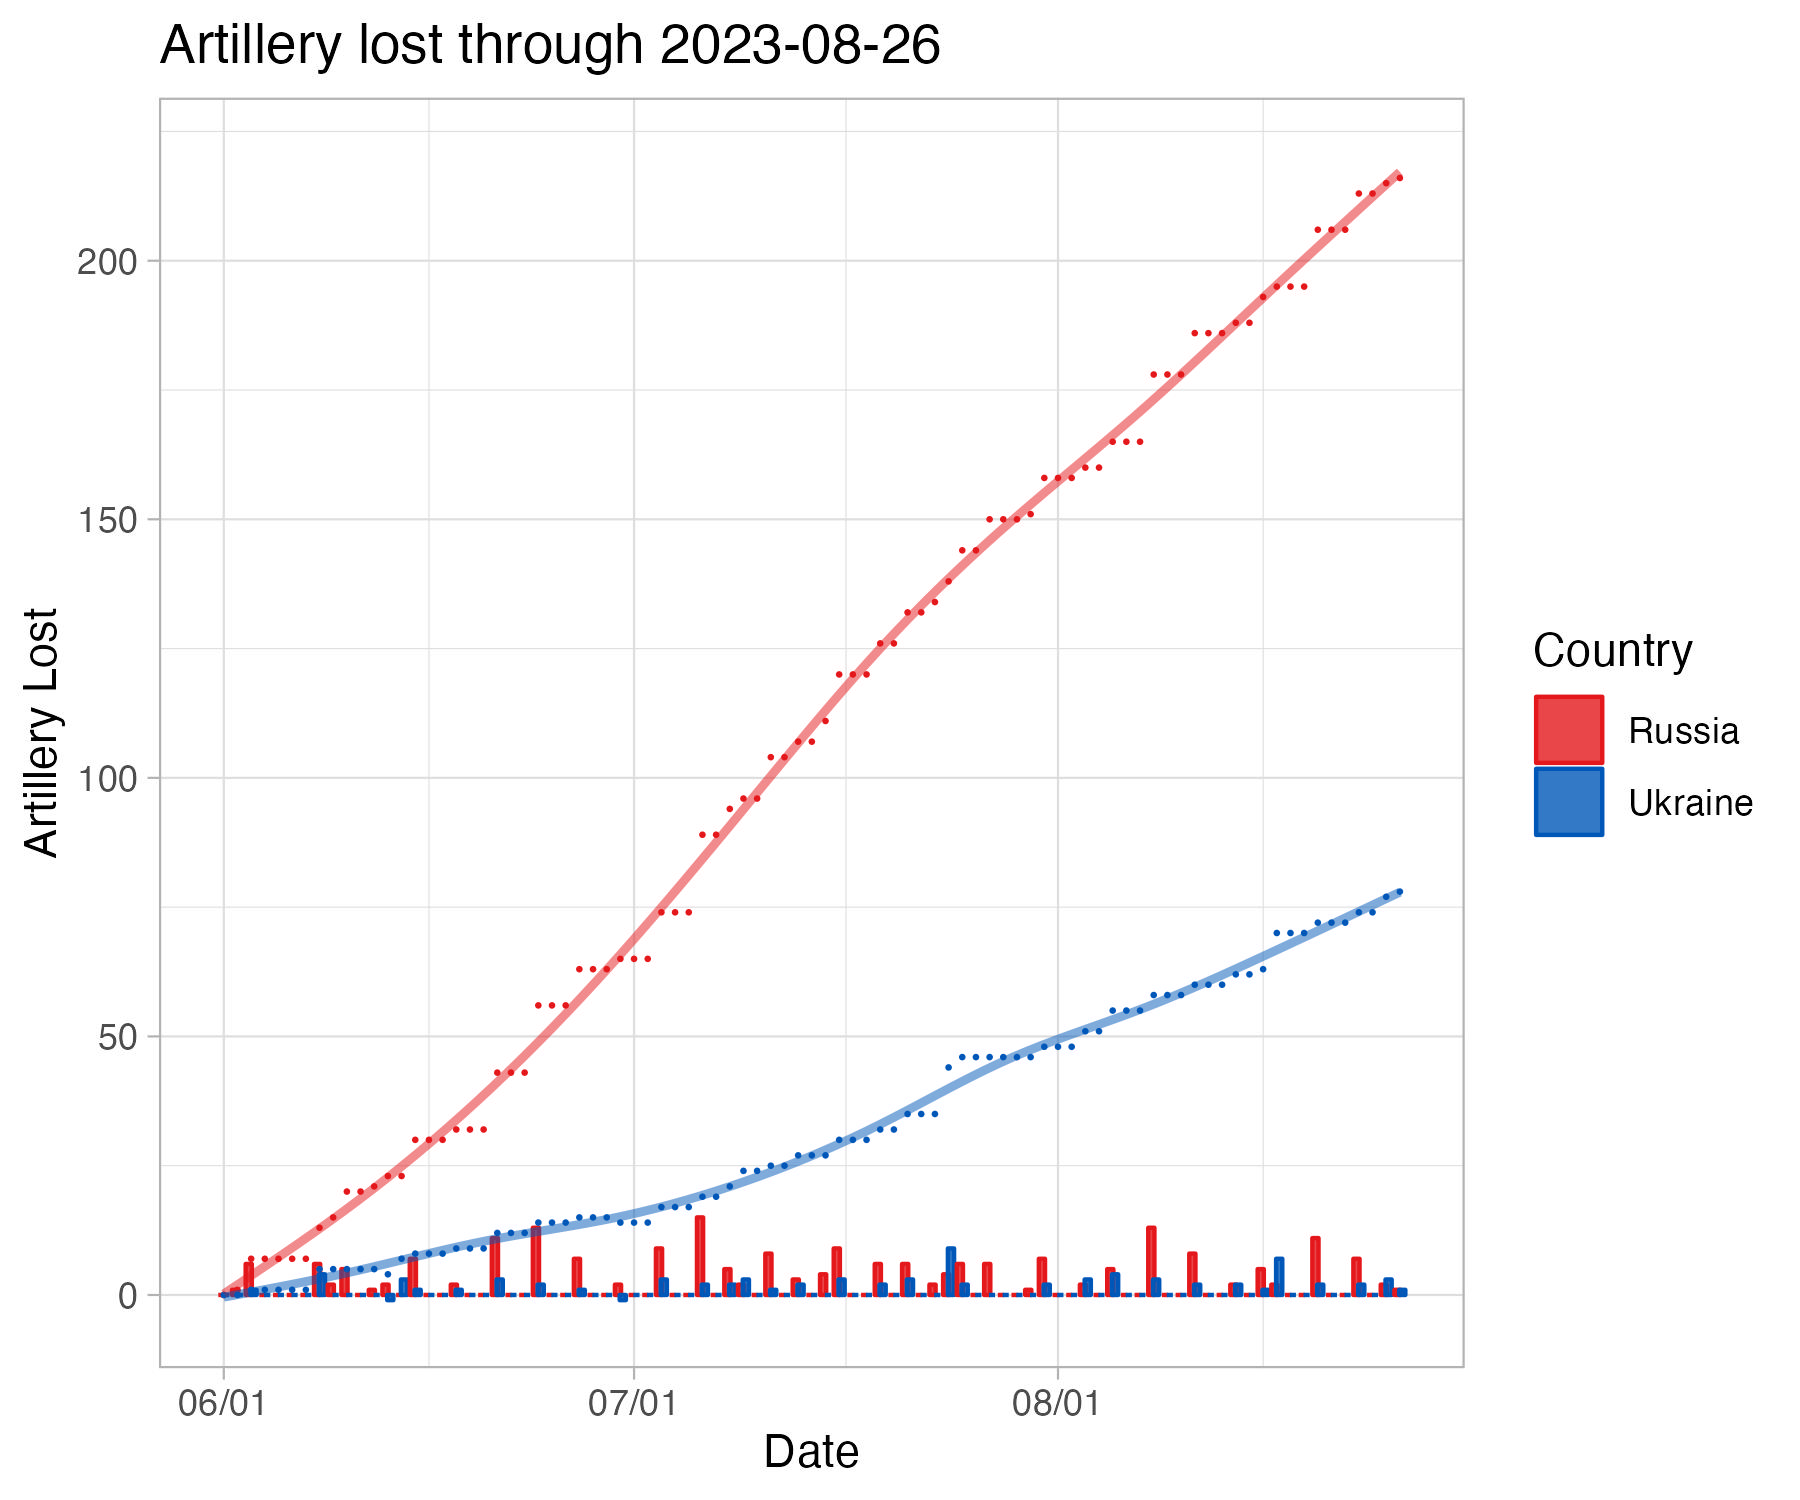 Artillery lost through 2023-08-26
Artillery Lost
200
150
100
50
0
06/01
07/01
08/01
Date
Country
Russia
Ukraine